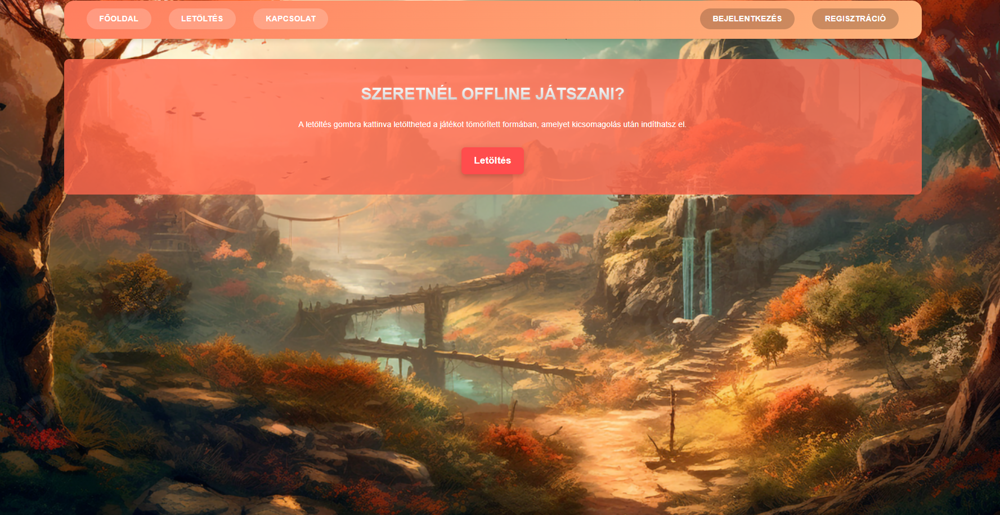 FŐOLDAL LETÖLTÉS KAPCSOLAT BEJELENTKEZÉS REGISZTRÁCIÓ
SZERETNÉL OFFLINE JÁTSZANI?
A letöltés gombra kattinva letöltheted a játékot tömörített formában, amelyet kicsomagolás után indíthatsz el.
Letöltés